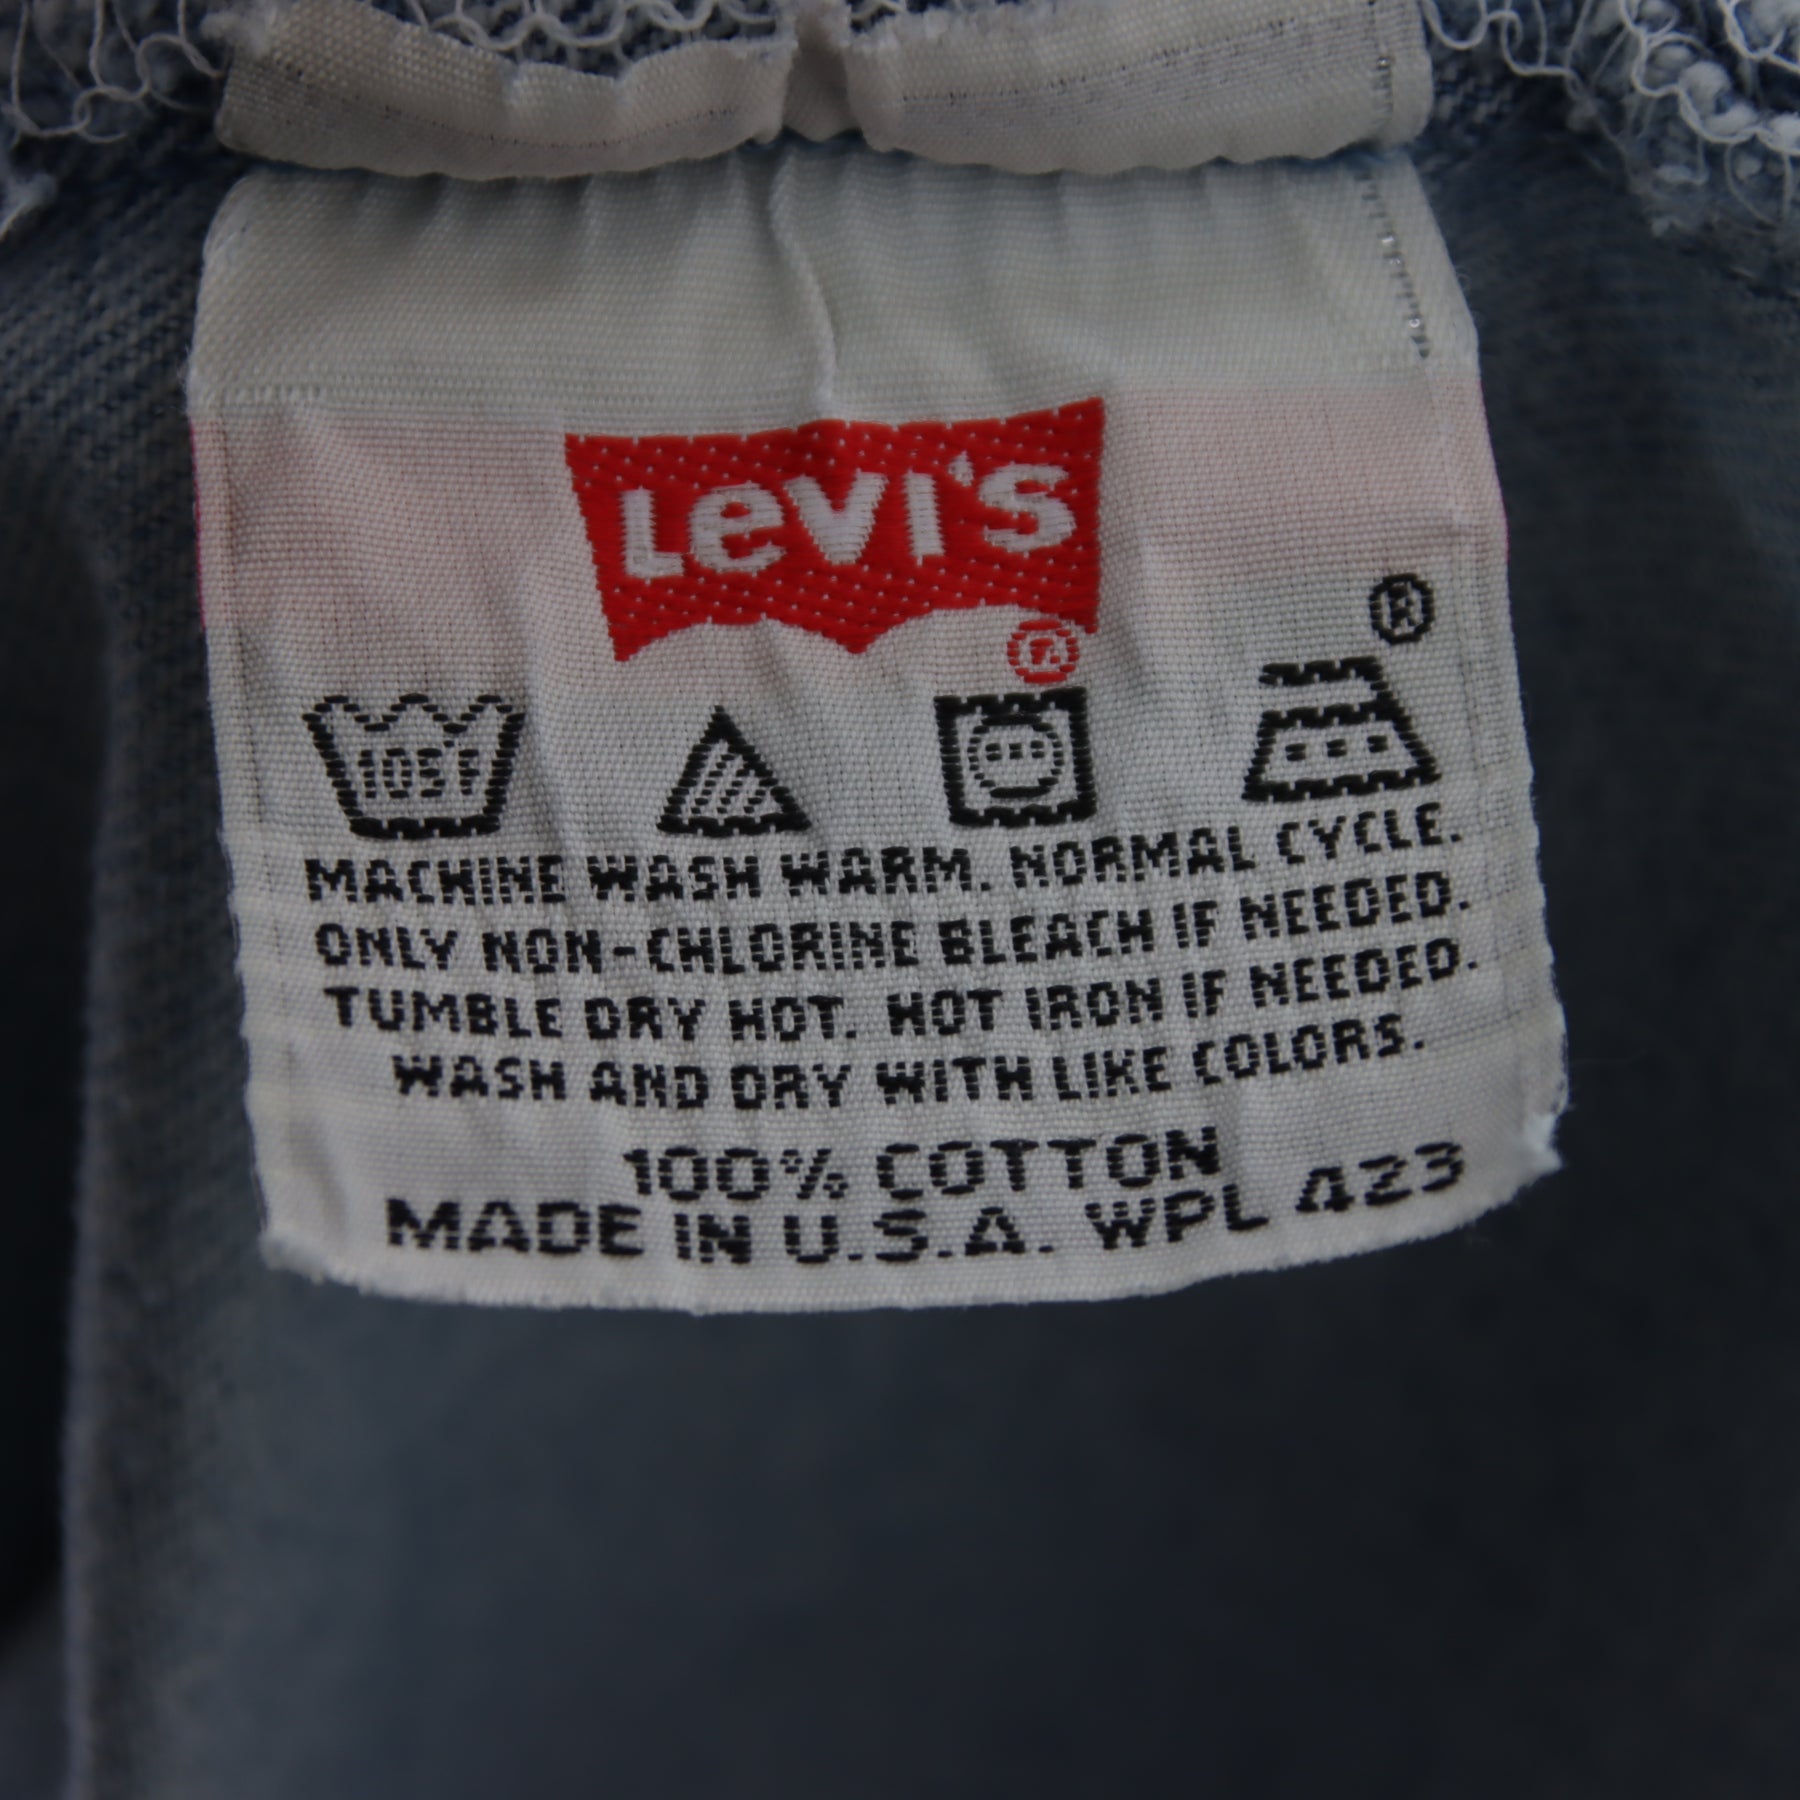 Levi's
®
®
105°F
MACHINE WASH WARM. NORMAL CYCLE.
ONLY NON-CHLORINE BLEACH IF NEEDED.
TUMBLE DRY HOT. HOT IRON IF NEEDED.
WASH AND DRY WITH LIKE COLORS.
100% COTTON
MADE IN U.S.A. WPL 423